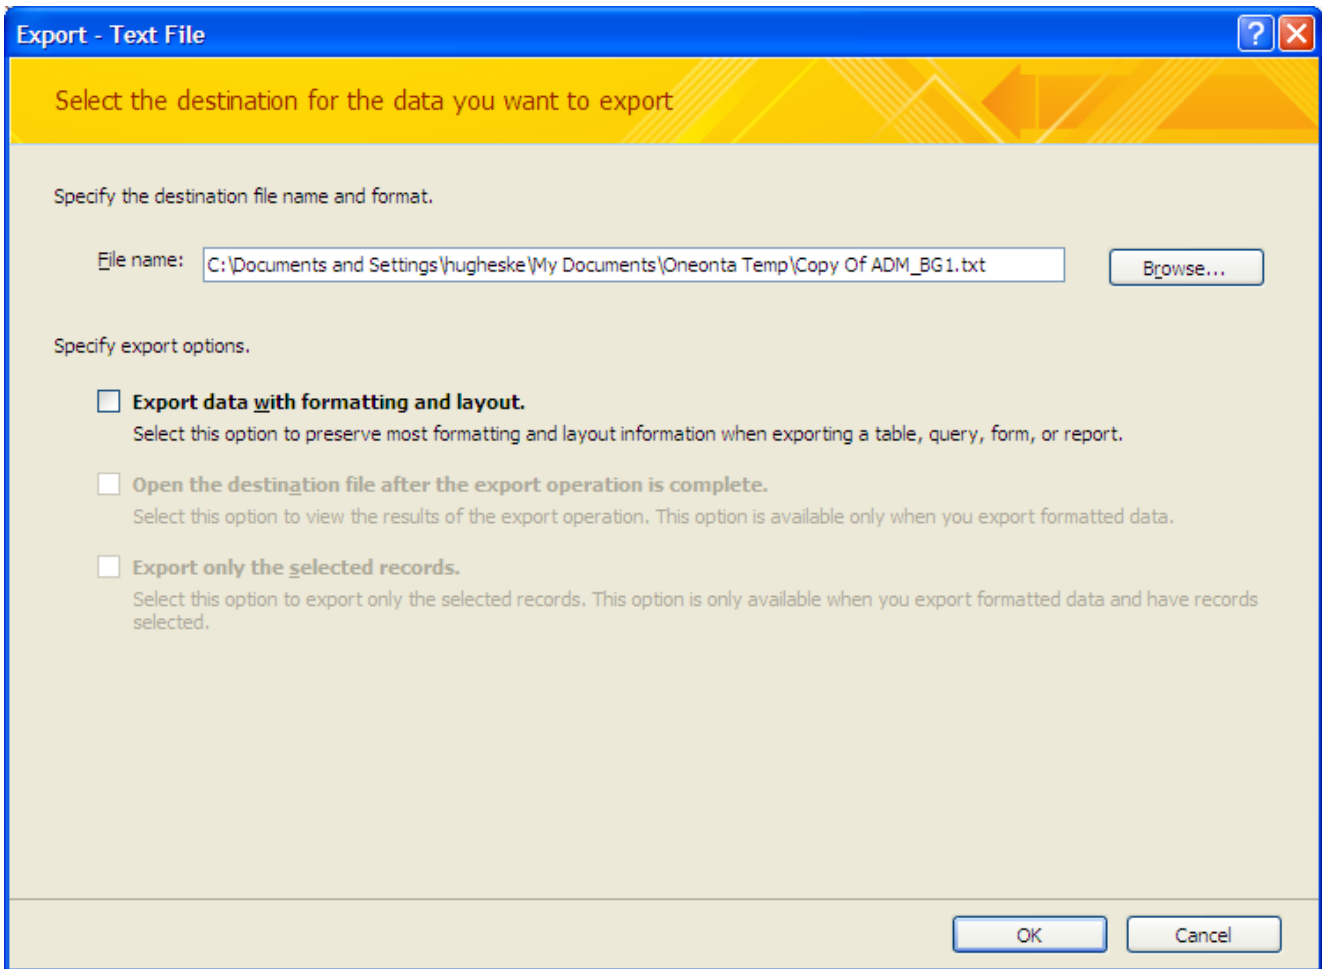 Export - Text File
Select the destination for the data you want to export
Specify the destination file name and format.
File name: C:\Documents and Settings\hugheske\My Documents\Oneonta Temp\Copy Of ADM_BG1.txt Browse...
Specify export options.
Export data with formatting and layout.
Select this option to preserve most formatting and layout information when exporting a table, query, form, or report.
Open the destination file after the export operation is complete.
Select this option to view the results of the export operation. This option is available only when you export formatted data.
Export only the selected records.
Select this option to export only the selected records. This option is only available when you export formatted data and have records
selected.
OK Cancel